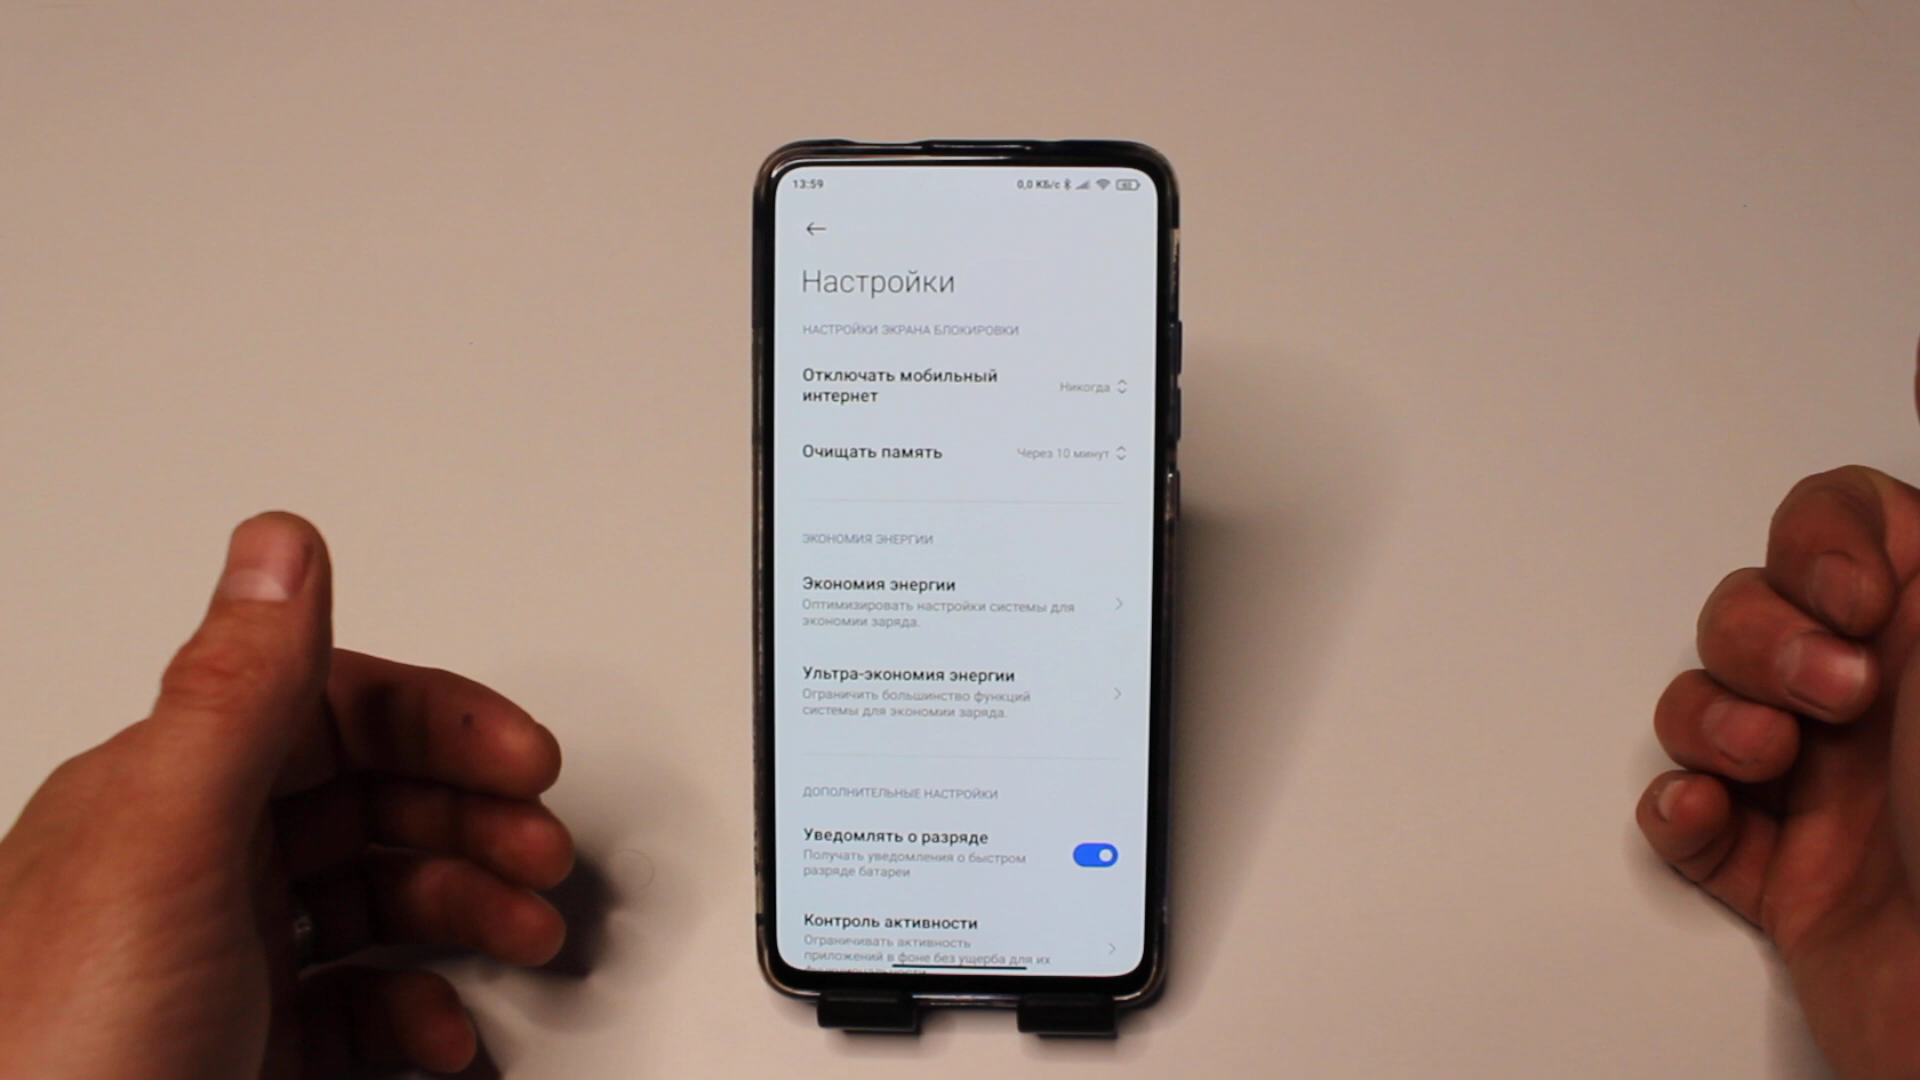 13:59 0,0 КБ/с
Настройки
НАСТРОЙКИ ЭКРАНА БЛОКИРОВКИ
Отключать мобильный
интернет
Никогда
Очищать память Через 10 минут
ЭКОНОМИЯ ЭНЕРГИИ
Экономия энергии
Оптимизировать настройки системы для
экономии заряда.
Ультра-экономия энергии
Ограничить большинство функций
системы для экономии заряда.
ДОПОЛНИТЕЛЬНЫЕ НАСТРОЙКИ
Уведомлять о разряде
Получать уведомления о быстром
разряде батареи
Контроль активности
Ограничивать активность
приложений в фоне без ущерба для их